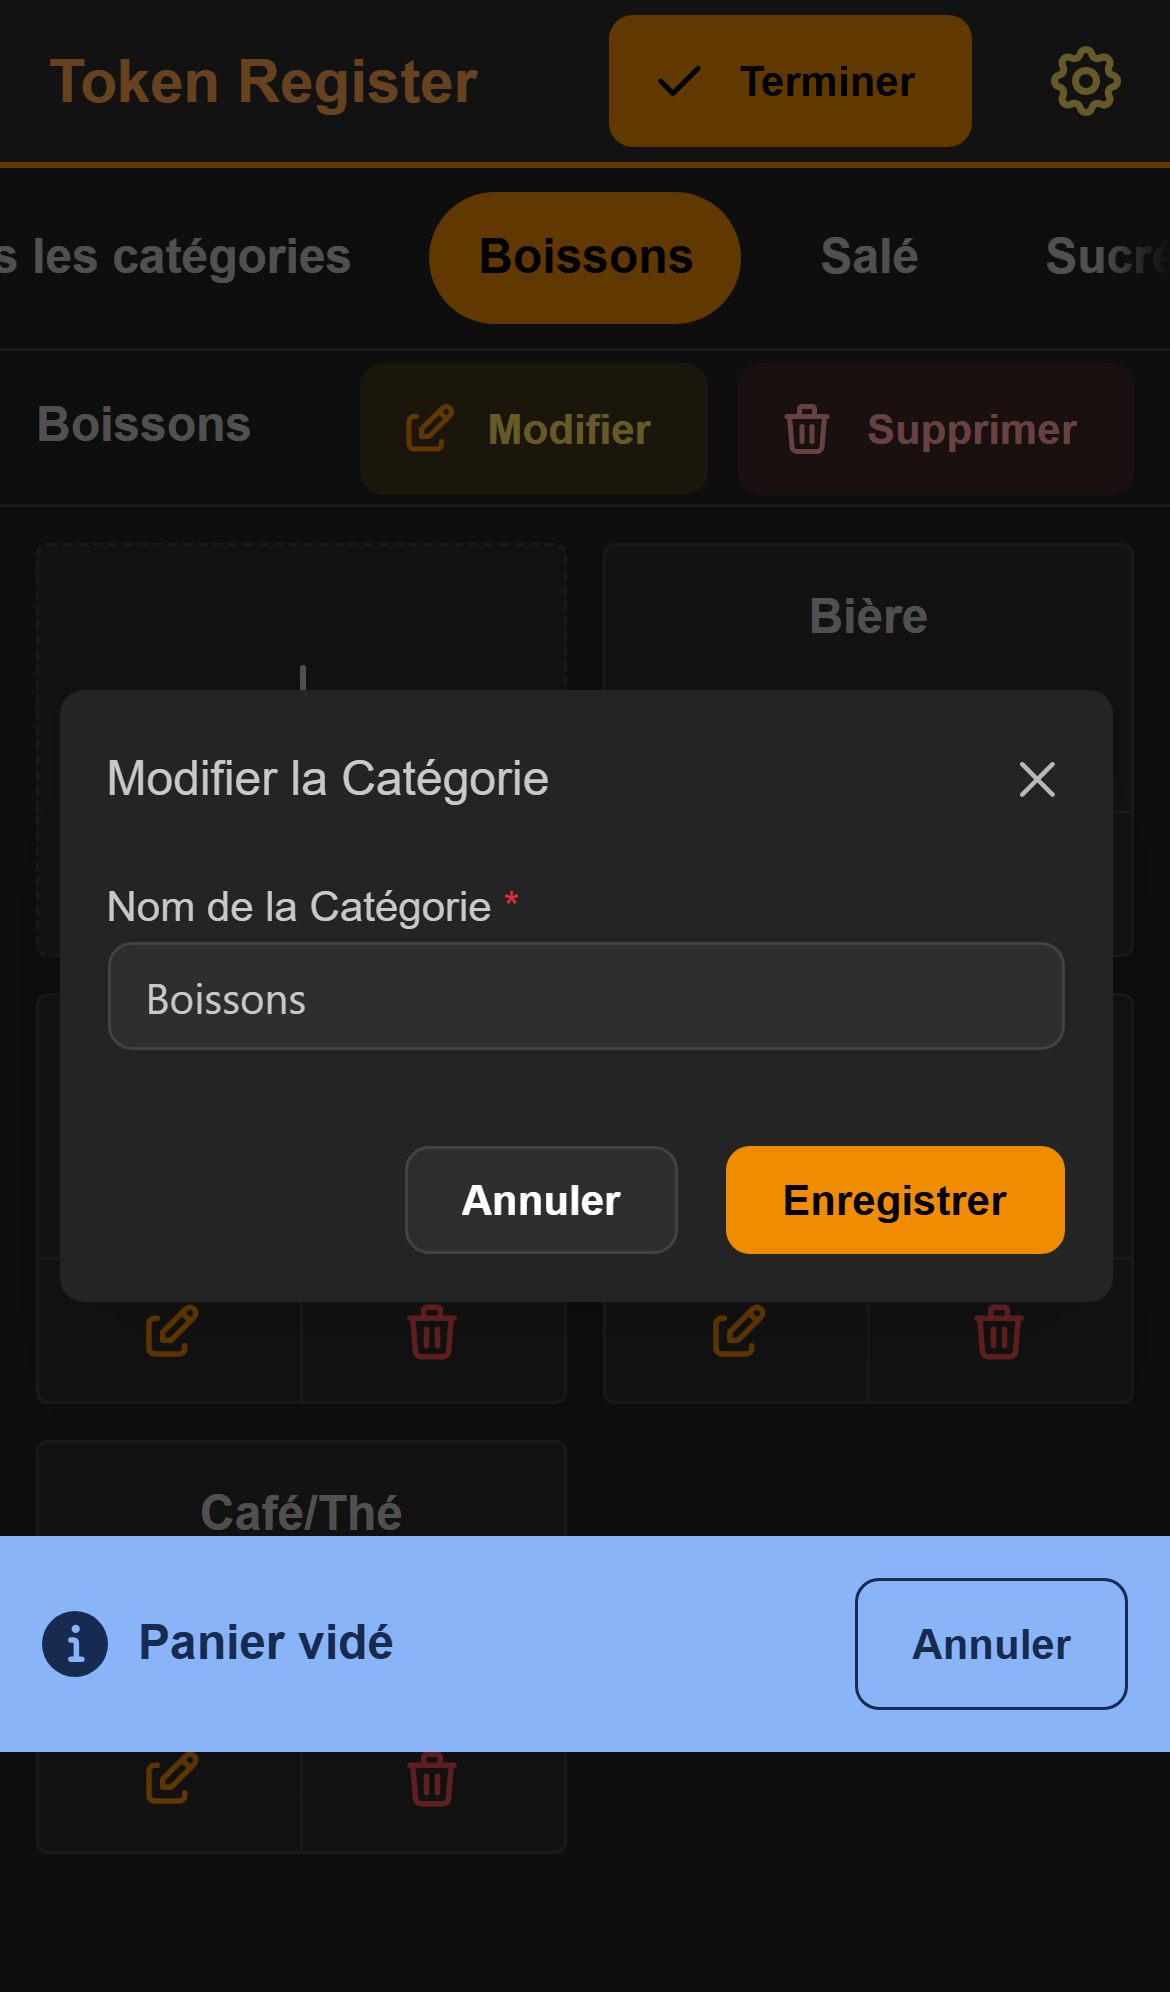 Token Register
Terminer
s les catégories
Boissons
Salé
Sucré
Boissons
Modifier
Supprimer
Bière
Modifier la Catégorie
Nom de la Catégorie *
Boissons
Annuler
Enregistrer
Café/Thé
Panier vidé
Annuler